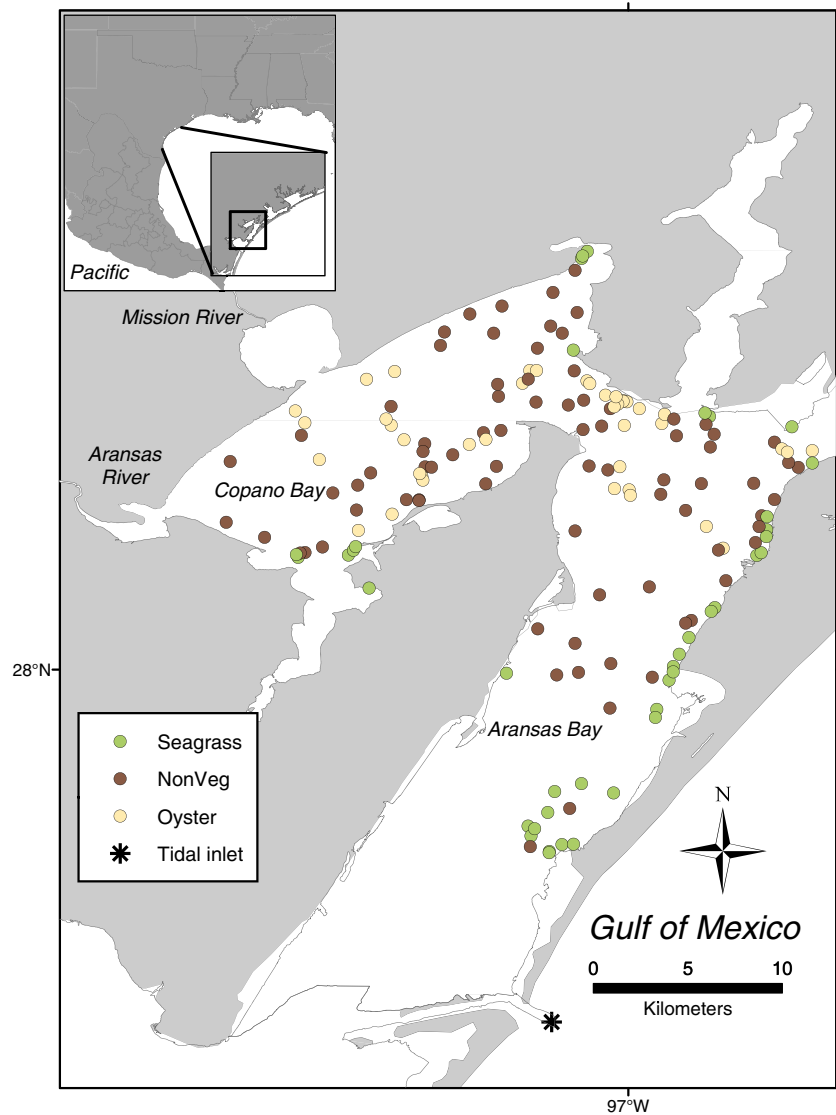 Pacific
Mission River
Aransas
River
Copano Bay
28°N
Aransas Bay
Seagrass
NonVeg
Oyster
Tidal inlet
N
Gulf of Mexico
0 5 10
Kilometers
97°W